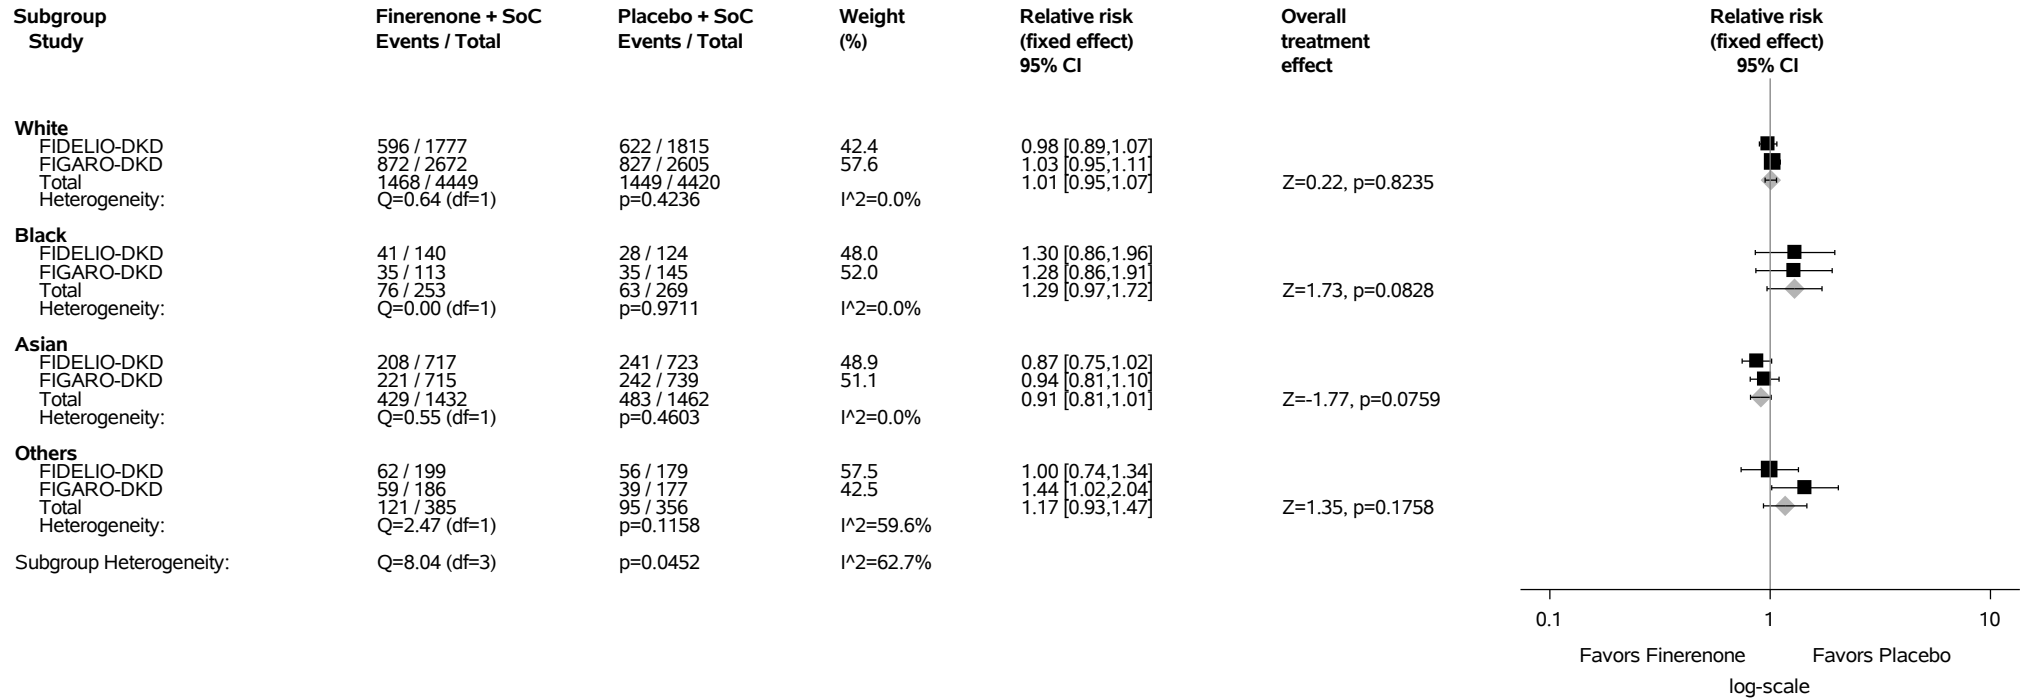 Subgroup Finerenone + SoC Placebo + SoC Weight Relative risk Overall Relative risk
Study Events / Total Events / Total (%) (fixed effect) treatment (fixed effect)
95% CI effect 95% CI
White
FIDELIO-DKD 596 / 1777 622 / 1815 42.4 0.98 [0.89,1.07]
FIGARO-DKD 872 / 2672 827 / 2605 57.6 1.03 [0.95,1.11]
Total 1468 / 4449 1449 / 4420 1.01 [0.95,1.07] Z=0.22, p=0.8235
Heterogeneity: Q=0.64 (df=1) p=0.4236 I^2=0.0%
Black
FIDELIO-DKD 41 / 140 28 / 124 48.0 1.30 [0.86,1.96]
FIGARO-DKD 35 / 113 35 / 145 52.0 1.28 [0.86,1.91]
Total 76 / 253 63 / 269 1.29 [0.97,1.72] Z=1.73, p=0.0828
Heterogeneity: Q=0.00 (df=1) p=0.9711 I^2=0.0%
Asian
FIDELIO-DKD 208 / 717 241 / 723 48.9 0.87 [0.75,1.02]
FIGARO-DKD 221 / 715 242 / 739 51.1 0.94 [0.81,1.10]
Total 429 / 1432 483 / 1462 0.91 [0.81,1.01] Z=-1.77, p=0.0759
Heterogeneity: Q=0.55 (df=1) p=0.4603 I^2=0.0%
Others
FIDELIO-DKD 62 / 199 56 / 179 57.5 1.00 [0.74,1.34]
FIGARO-DKD 59 / 186 39 / 177 42.5 1.44 [1.02,2.04]
Total 121 / 385 95 / 356 1.17 [0.93,1.47] Z=1.35, p=0.1758
Heterogeneity: Q=2.47 (df=1) p=0.1158 I^2=59.6%
Subgroup Heterogeneity: Q=8.04 (df=3) p=0.0452 I^2=62.7%
0.1 1 10
Favors Finerenone Favors Placebo
log-scale